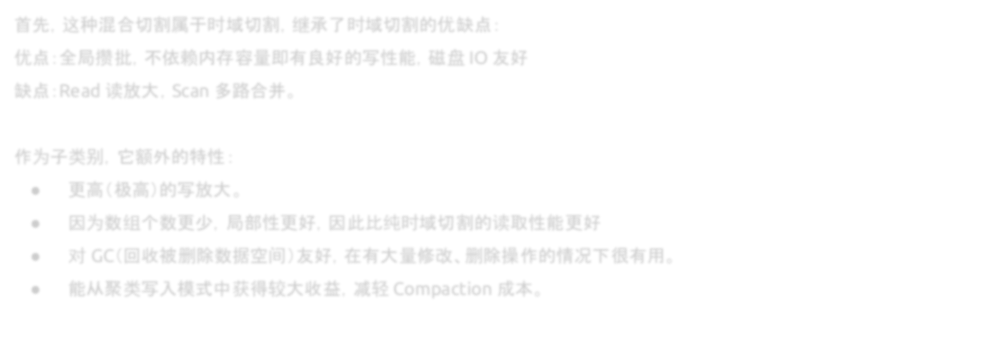 首先，这种混合切割属于时域切割，继承了时域切割的优缺点：
优点：全局攒批，不依赖内存容量即有良好的写性能，磁盘 IO 友好
缺点：Read 读放大，Scan 多路合并。
作为子类别，它额外的特性：
● 更高（极高）的写放大。
● 因为数组个数更少，局部性更好，因此比纯时域切割的读取性能更好
● 对 GC（回收被删除数据空间）友好，在有大量修改、删除操作的情况下很有用。
● 能从聚类写入模式中获得较大收益，减轻 Compaction 成本。